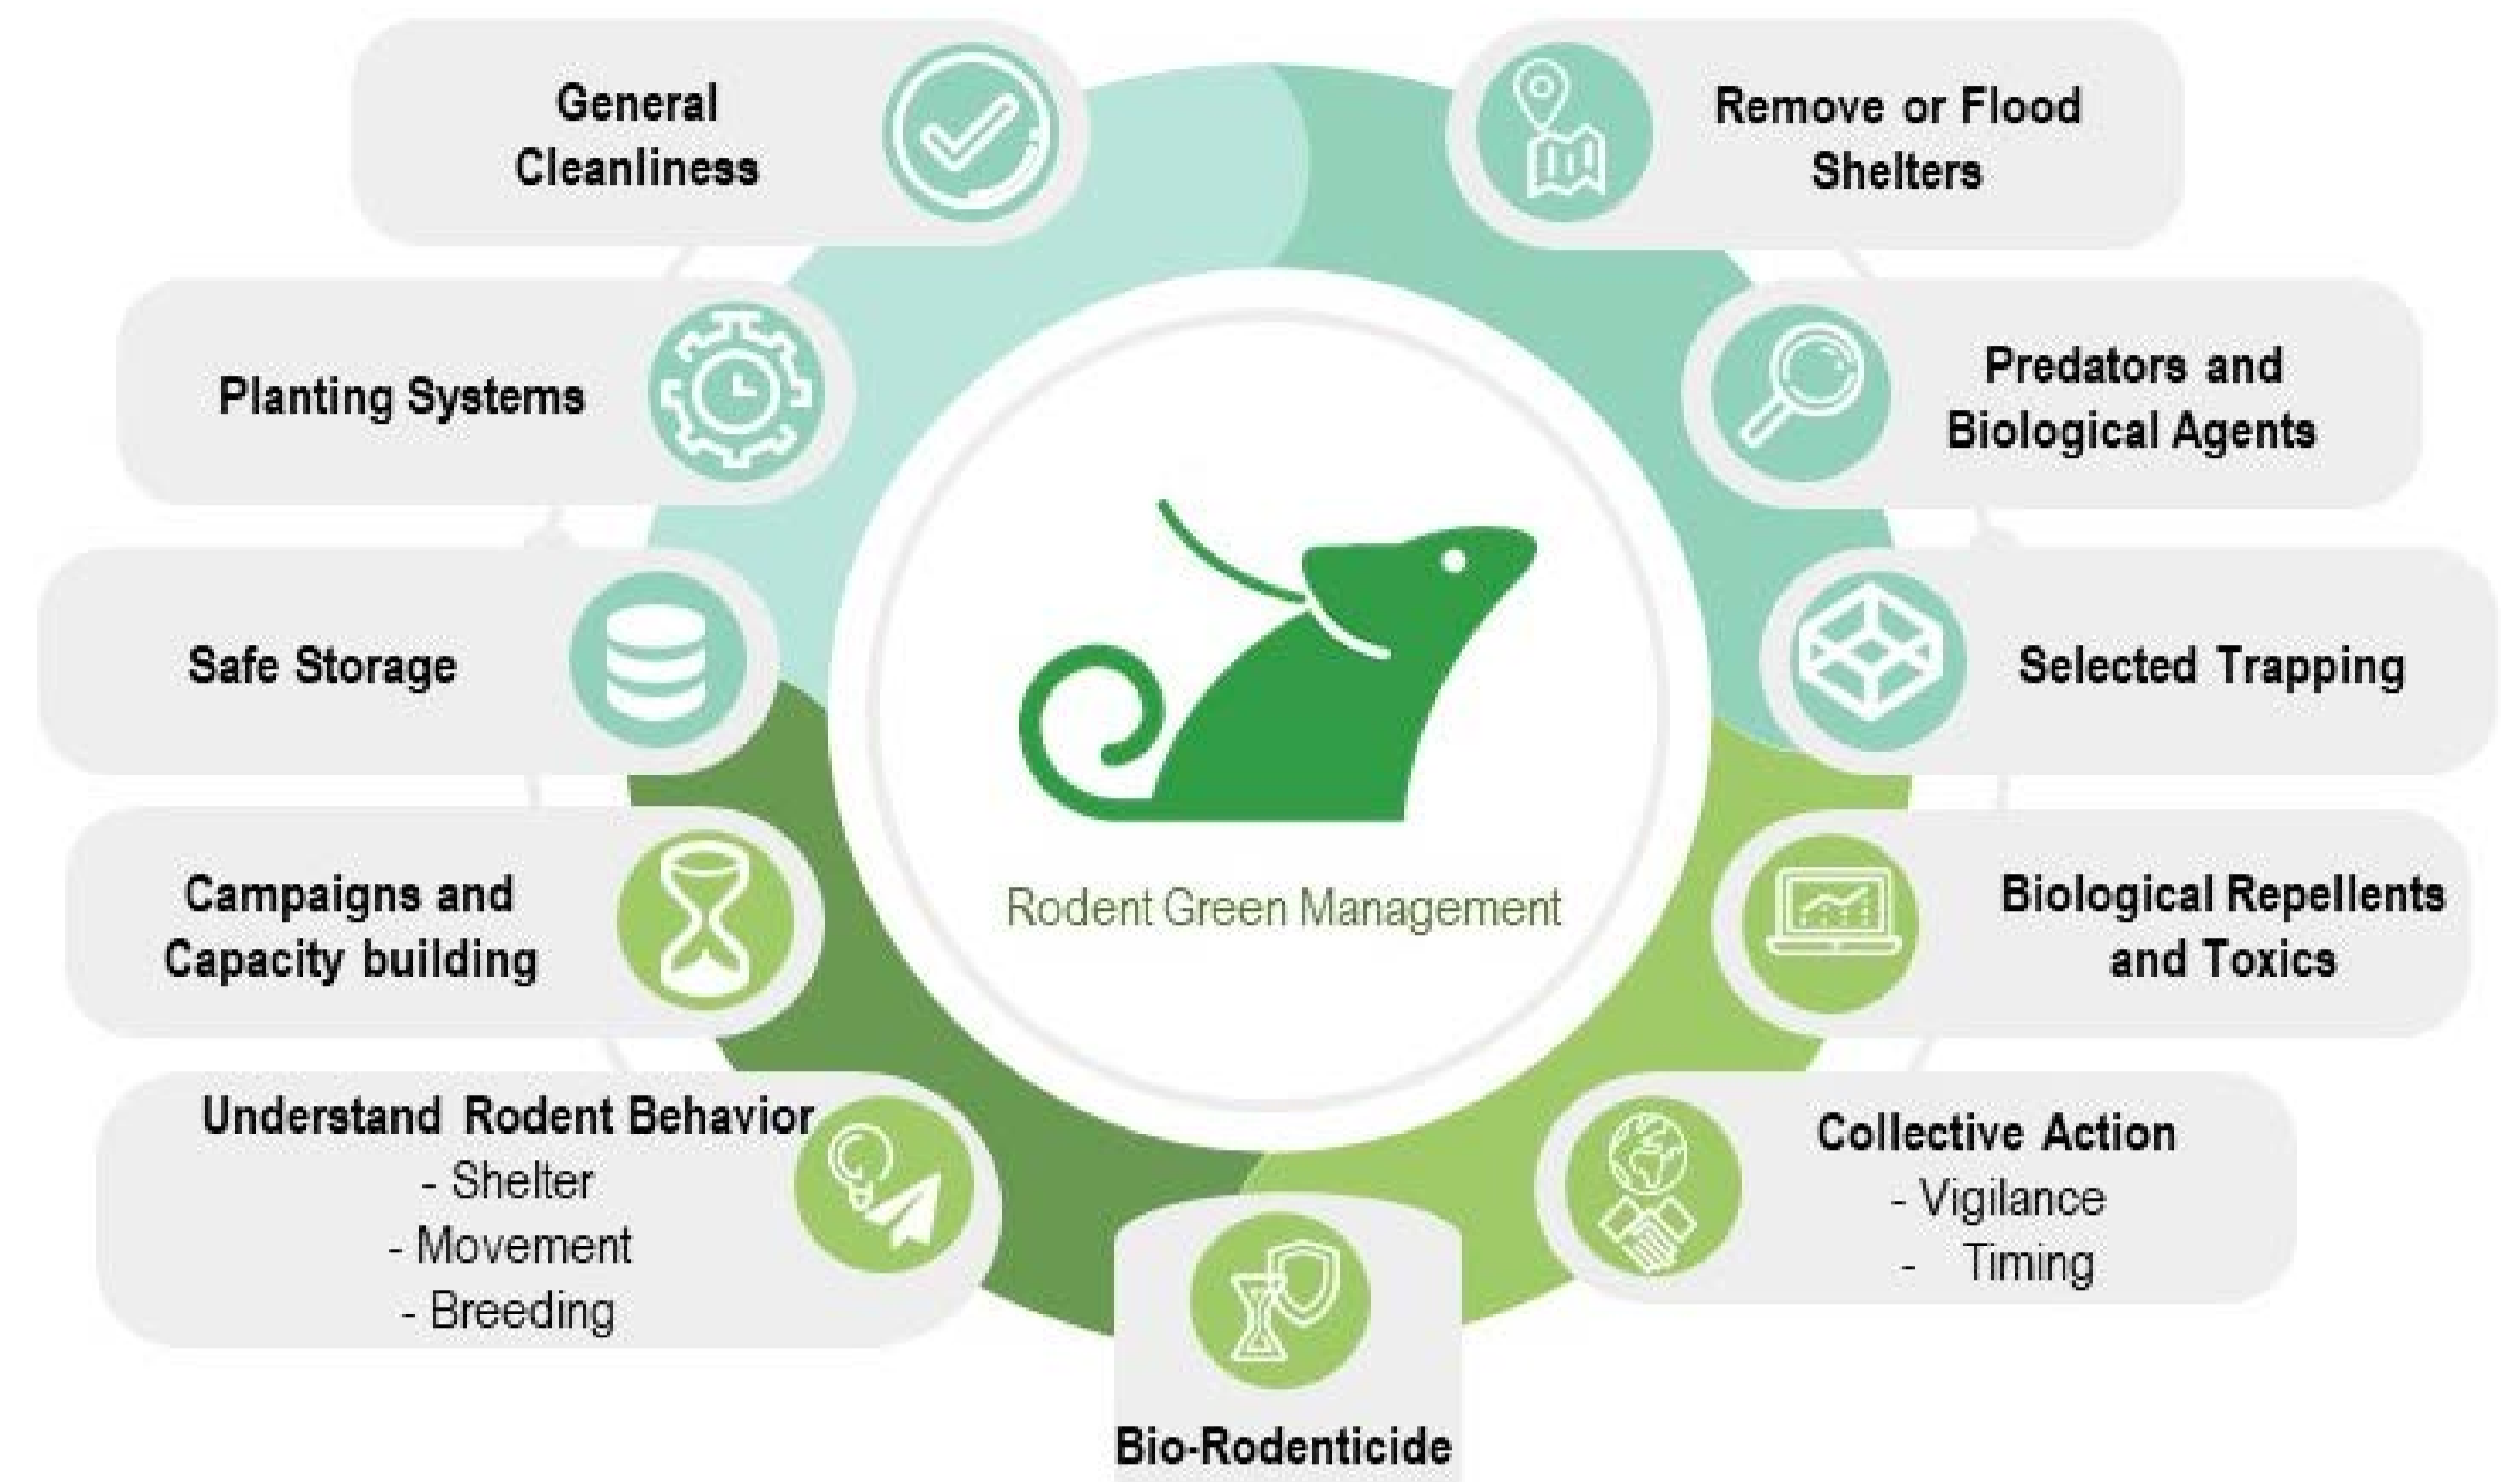 General
Cleanliness
Remove or Flood
Shelters
Planting Systems
Predators and
Biological Agents
Safe Storage
Selected Trapping
Rodent Green Management
Campaigns and
Capacity building
Biological Repellents
and Toxics
Understand Rodent Behavior
- Shelter
- Movement
- Breeding
Collective Action
- Vigilance
- Timing
Bio-Rodenticide